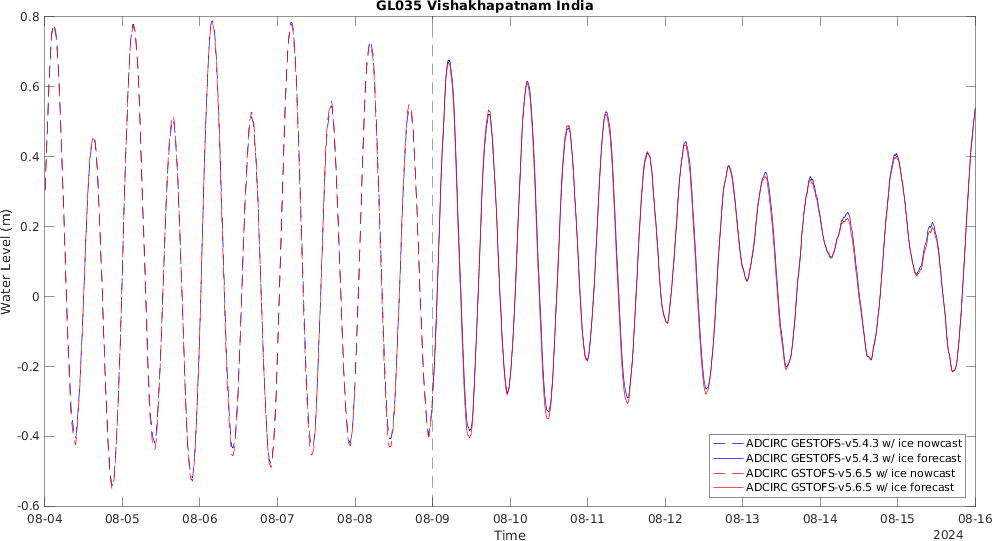 GL035 Vishakhapatnam India
0.8
0.6
0.4
0.2
0
-0.2
-0.4
-0.6
Water Level (m)
ADCIRC GESTOFS-v5.4.3 w/ ice nowcast
ADCIRC GESTOFS-v5.4.3 w/ ice forecast
ADCIRC GSTOFS-v5.6.5 w/ ice nowcast
ADCIRC GSTOFS-v5.6.5 w/ ice forecast
08-04 08-05 08-06 08-07 08-08 08-09 08-10 08-11 08-12 08-13 08-14 08-15 08-16
Time
2024